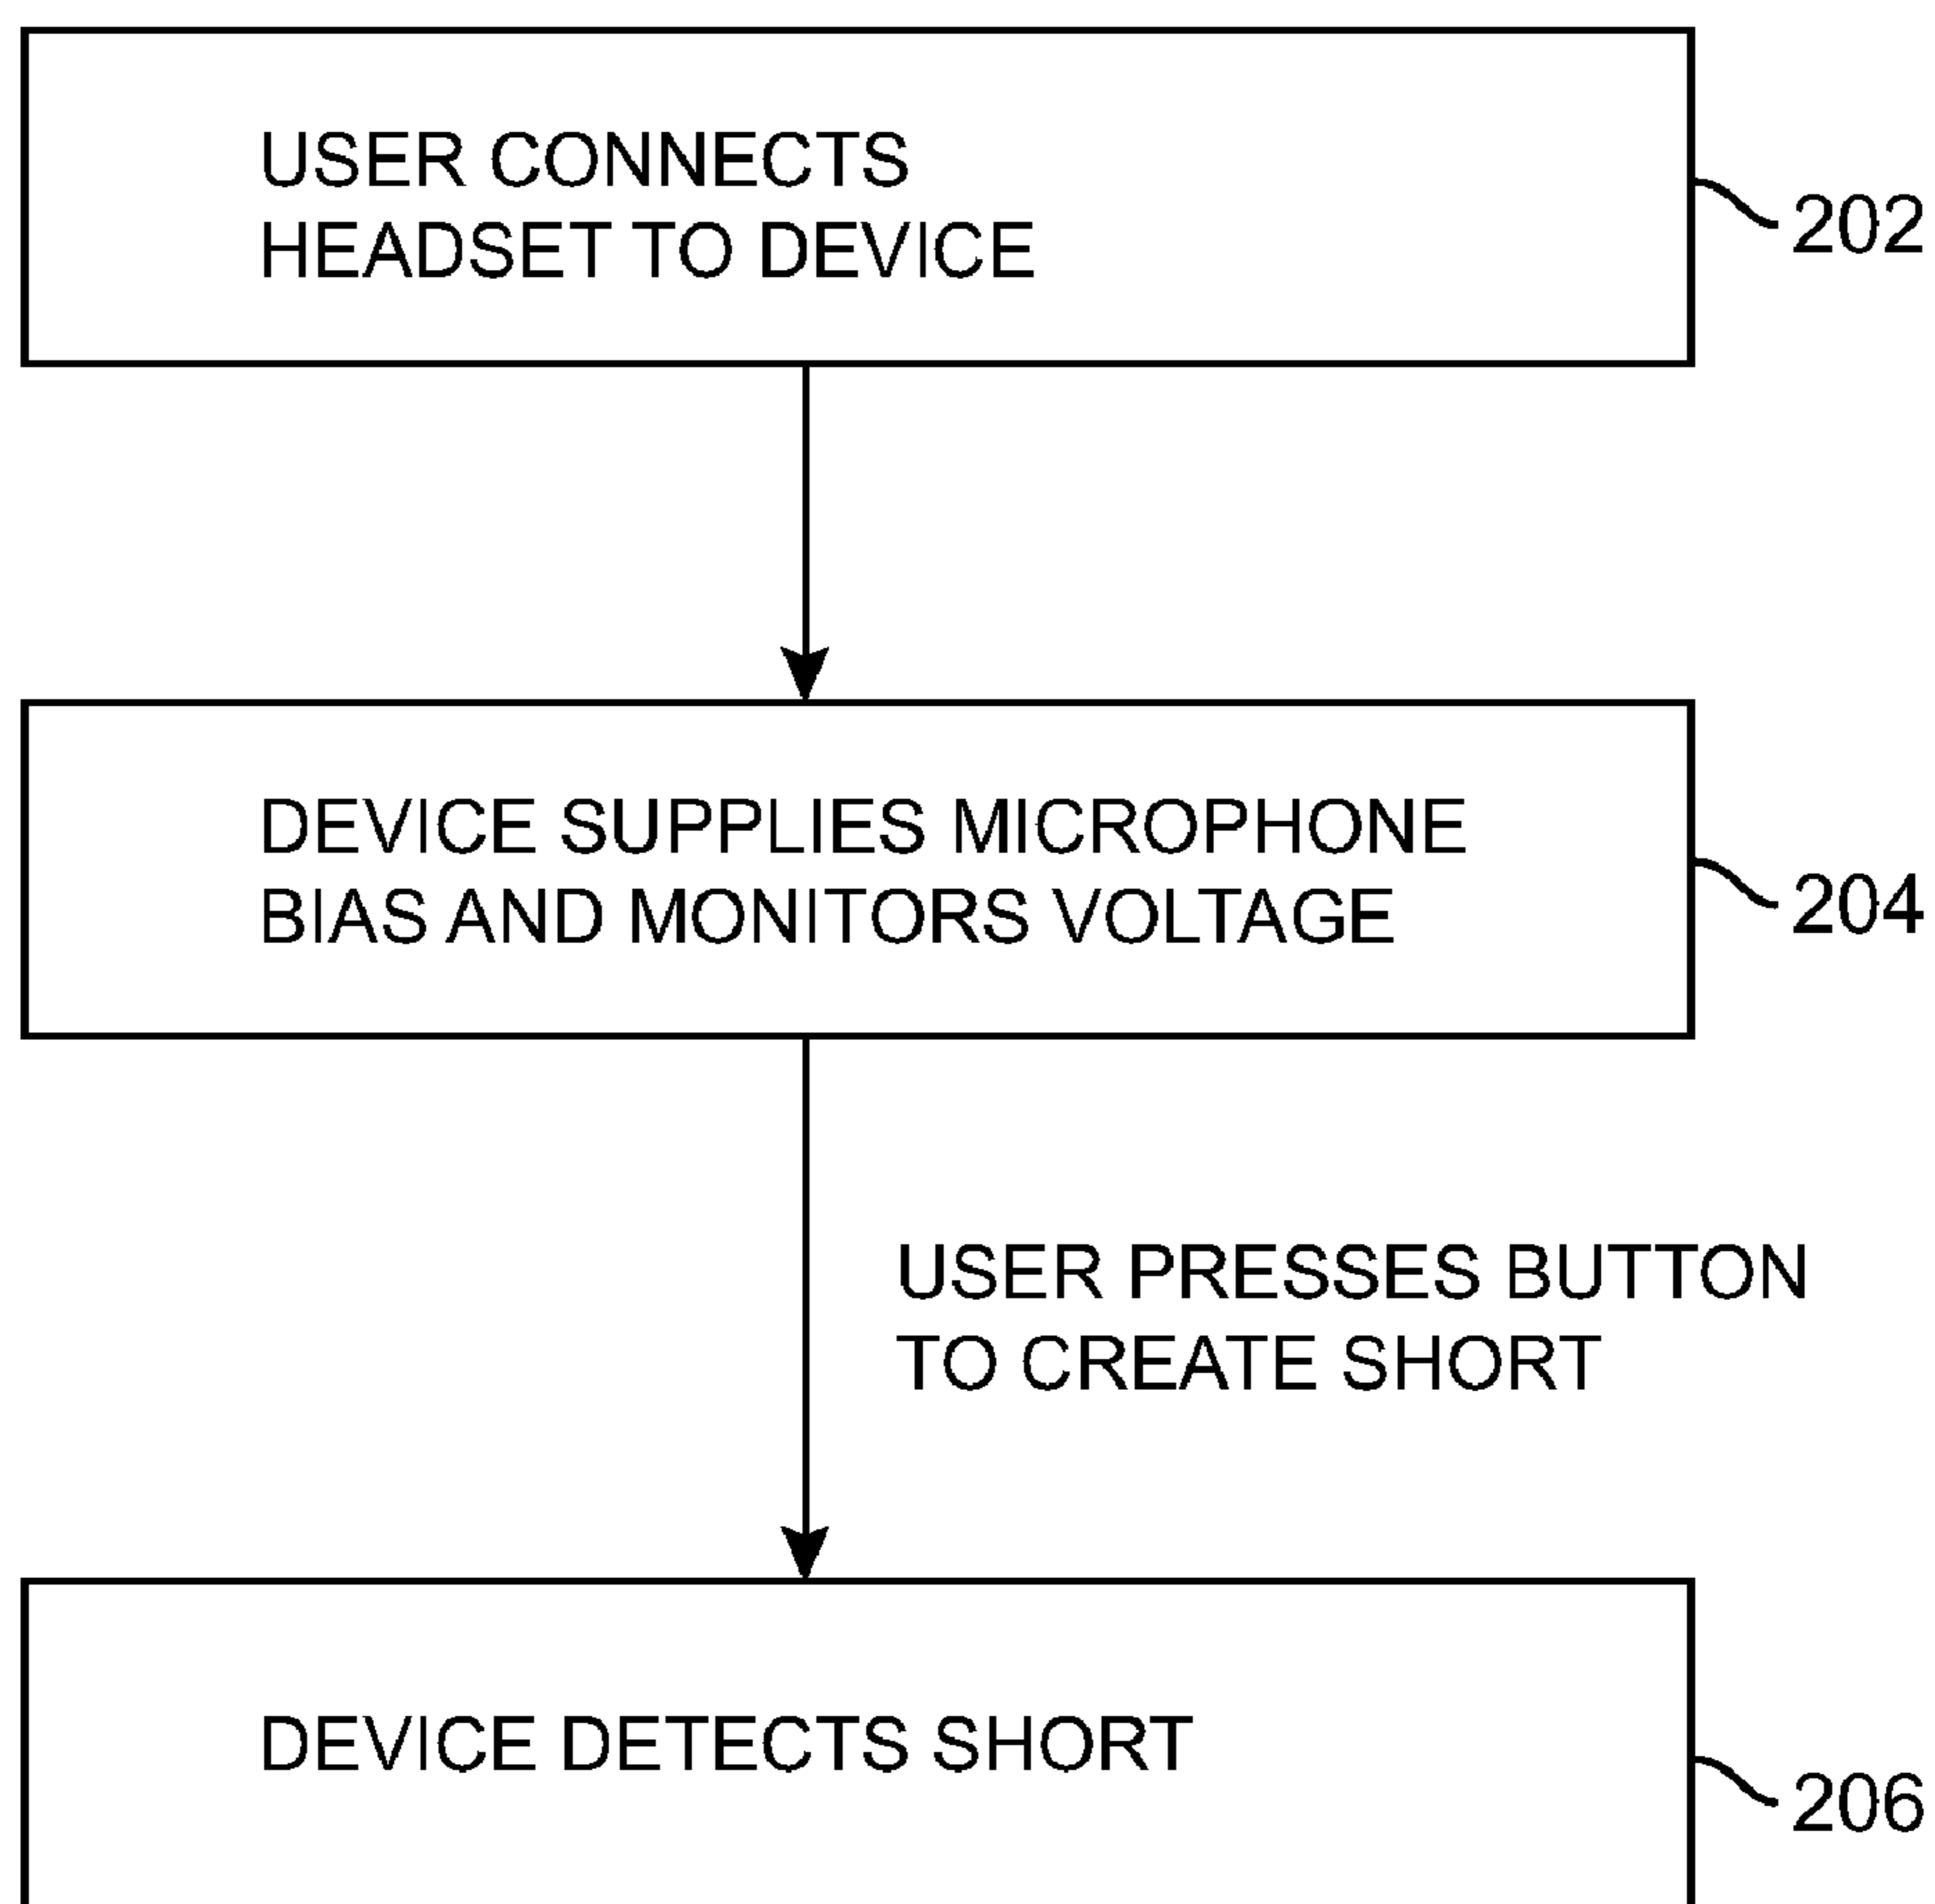 USER CONNECTS
HEADSET TO DEVICE
202
DEVICE SUPPLIES MICROPHONE
BIAS AND MONITORS VOLTAGE
204
USER PRESSES BUTTON
TO CREATE SHORT
DEVICE DETECTS SHORT
206